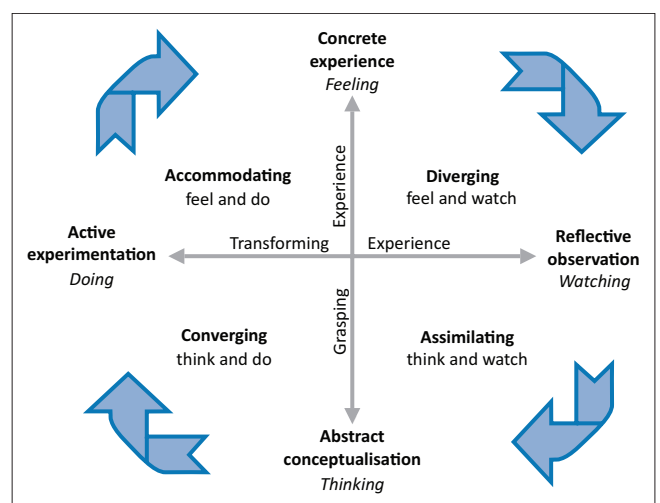 Concrete
experience
Feeling
Accommodating
feel and do
Diverging
feel and watch
Experience
Active
experimentation
Doing
Transforming
Experience
Reflective
observation
Watching
Grasping
Converging
think and do
Assimilating
think and watch
Abstract
conceptualisation
Thinking